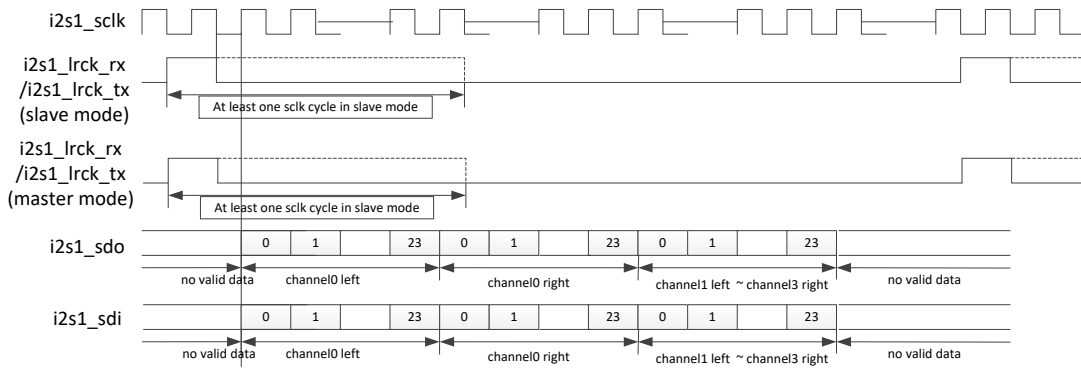 i2s1_sclk
i2s1_lrck_rx
/i2s1_lrck_tx
(slave mode)
At least one sclk cycle in slave mode
i2s1_lrck_rx
/i2s1_lrck_tx
(master mode)
At least one sclk cycle in slave mode
i2s1_sdo
0 1 23 0 1 23 0 1 23
no valid data channel0 left channel0 right channel1 left ~ channel3 right no valid data
i2s1_sdi
0 1 23 0 1 23 0 1 23
no valid data channel0 left channel0 right channel1 left ~ channel3 right no valid data